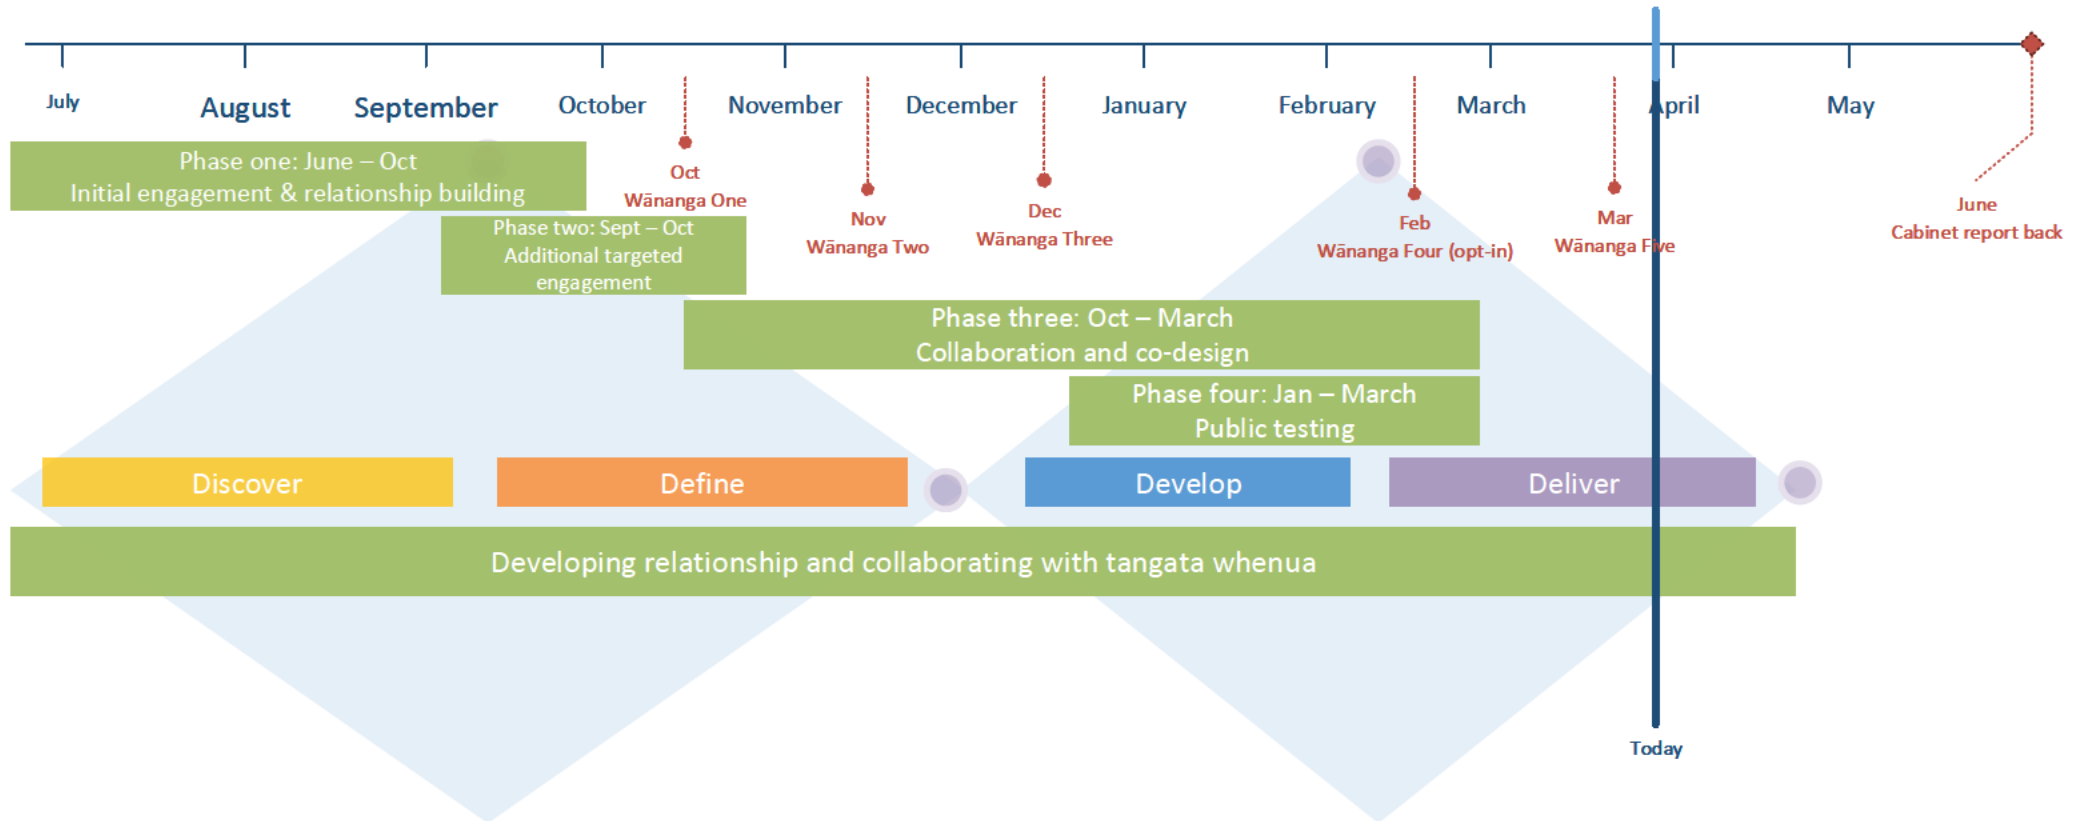 July
August
September
October
November
December
January
February
March
April
May
Phase one: June – Oct
Initial engagement & relationship building
Oct
Wānanga One
Nov
Wānanga Two
Dec
Wānanga Three
Feb
Wānanga Four (opt-in)
Mar
Wānanga Five
June
Cabinet report back
Phase two: Sept – Oct
Additional targeted
engagement
Phase three: Oct – March
Collaboration and co-design
Phase four: Jan – March
Public testing
Discover
Define
Develop
Deliver
Developing relationship and collaborating with tangata whenua
Today